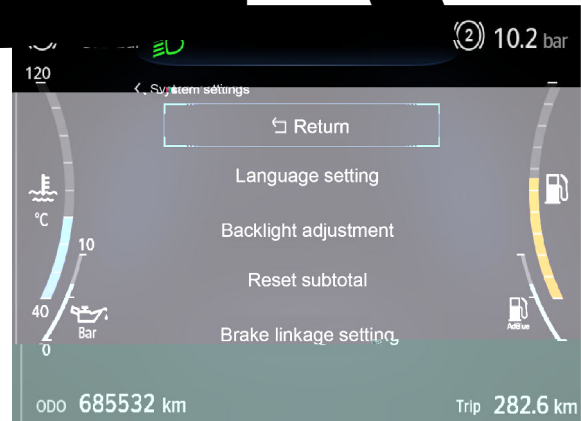 (2) 10.2 bar
120
System settings
Return
Language setting
°C
Backlight adjustment
10
Reset subtotal
40
Bar
AdBlue
Brake linkage setting
0
ODO 685532 km
Trip 282.6 km